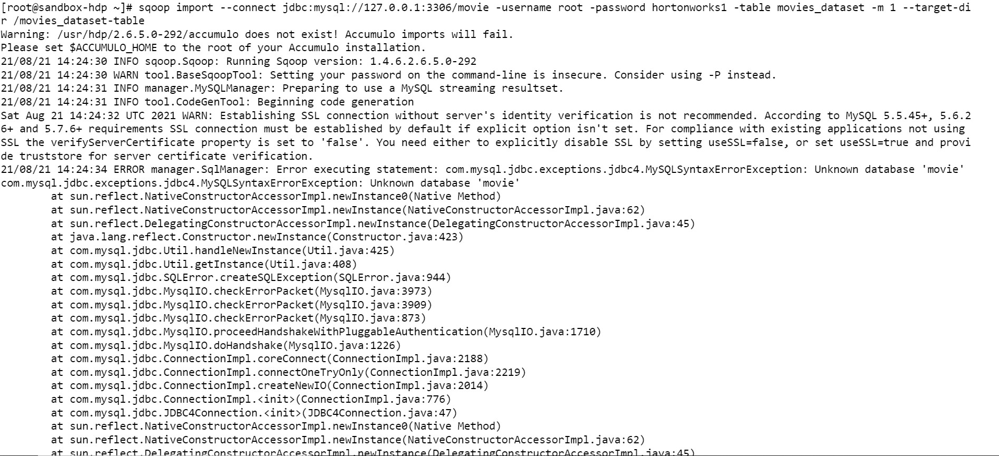 [root@sandbox-hdp ~]# sqoop import --connect jdbc:mysql://127.0.0.1:3306/movie -username root -password hortonworks1 -table movies_dataset -m 1 --target-di
r /movies_dataset-table
Warning: /usr/hdp/2.6.5.0-292/accumulo does not exist! Accumulo imports will fail.
Please set $ACCUMULO_HOME to the root of your Accumulo installation.
21/08/21 14:24:30 INFO sqoop.Sqoop: Running Sqoop version: 1.4.6.2.6.5.0-292
21/08/21 14:24:30 WARN tool.BaseSqoopTool: Setting your password on the command-line is insecure. Consider using -P instead.
21/08/21 14:24:31 INFO manager.MySQLManager: Preparing to use a MySQL streaming resultset.
21/08/21 14:24:31 INFO tool.CodeGenTool: Beginning code generation
Sat Aug 21 14:24:32 UTC 2021 WARN: Establishing SSL connection without server's identity verification is not recommended. According to MySQL 5.5.45+, 5.6.2
6+ and 5.7.6+ requirements SSL connection must be established by default if explicit option isn't set. For compliance with existing applications not using
SSL the verifyServerCertificate property is set to 'false'. You need either to explicitly disable SSL by setting useSSL=false, or set useSSL=true and provi
de truststore for server certificate verification.
21/08/21 14:24:34 ERROR manager.SqlManager: Error executing statement: com.mysql.jdbc.exceptions.jdbc4.MySQLSyntaxErrorException: Unknown database 'movie'
com.mysql.jdbc.exceptions.jdbc4.MySQLSyntaxErrorException: Unknown database 'movie'
at sun.reflect.NativeConstructorAccessorImpl.newInstance0(Native Method)
at sun.reflect.NativeConstructorAccessorImpl.newInstance(NativeConstructorAccessorImpl.java:62)
at sun.reflect.DelegatingConstructorAccessorImpl.newInstance(DelegatingConstructorAccessorImpl.java:45)
at java.lang.reflect.Constructor.newInstance(Constructor.java:423)
at com.mysql.jdbc.Util.handleNewInstance(Util.java:425)
at com.mysql.jdbc.Util.getInstance(Util.java:408)
at com.mysql.jdbc.SQLError.createSQLException(SQLError.java:944)
at com.mysql.jdbc.MysqlIO.checkErrorPacket(MysqlIO.java:3973)
at com.mysql.jdbc.MysqlIO.checkErrorPacket(MysqlIO.java:3909)
at com.mysql.jdbc.MysqlIO.checkErrorPacket(MysqlIO.java:873)
at com.mysql.jdbc.MysqlIO.proceedHandshakeWithPluggableAuthentication(MysqlIO.java:1710)
at com.mysql.jdbc.MysqlIO.doHandshake(MysqlIO.java:1226)
at com.mysql.jdbc.ConnectionImpl.coreConnect(ConnectionImpl.java:2188)
at com.mysql.jdbc.ConnectionImpl.connectOneTryOnly(ConnectionImpl.java:2219)
at com.mysql.jdbc.ConnectionImpl.createNewIO(ConnectionImpl.java:2014)
at com.mysql.jdbc.ConnectionImpl.<init>(ConnectionImpl.java:776)
at com.mysql.jdbc.JDBC4Connection.<init>(JDBC4Connection.java:47)
at sun.reflect.NativeConstructorAccessorImpl.newInstance0(Native Method)
at sun.reflect.NativeConstructorAccessorImpl.newInstance(NativeConstructorAccessorImpl.java:62)
at sun.reflect.DelegatingConstructorAccessorImpl.newInstance(DelegatingConstructorAccessorImpl.java:45)